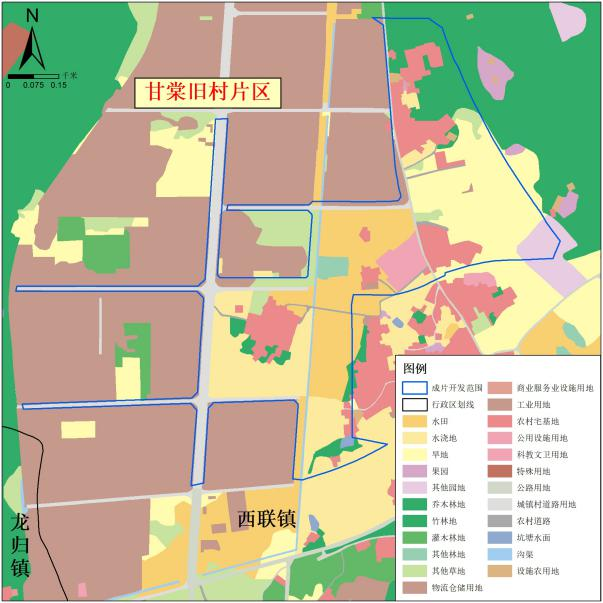 N
0 0.075 0.15 千米
甘棠旧村片区
图例
成片开发范围
行政区划线
水田
水浇地
旱地
果园
其他园地
乔木林地
竹林地
灌木林地
其他林地
其他草地
物流仓储用地
商业服务业设施用地
工业用地
农村宅基地
公用设施用地
科教文卫用地
特殊用地
公路用地
城镇村道路用地
农村道路
坑塘水面
沟渠
设施农用地
西联镇
龙归镇